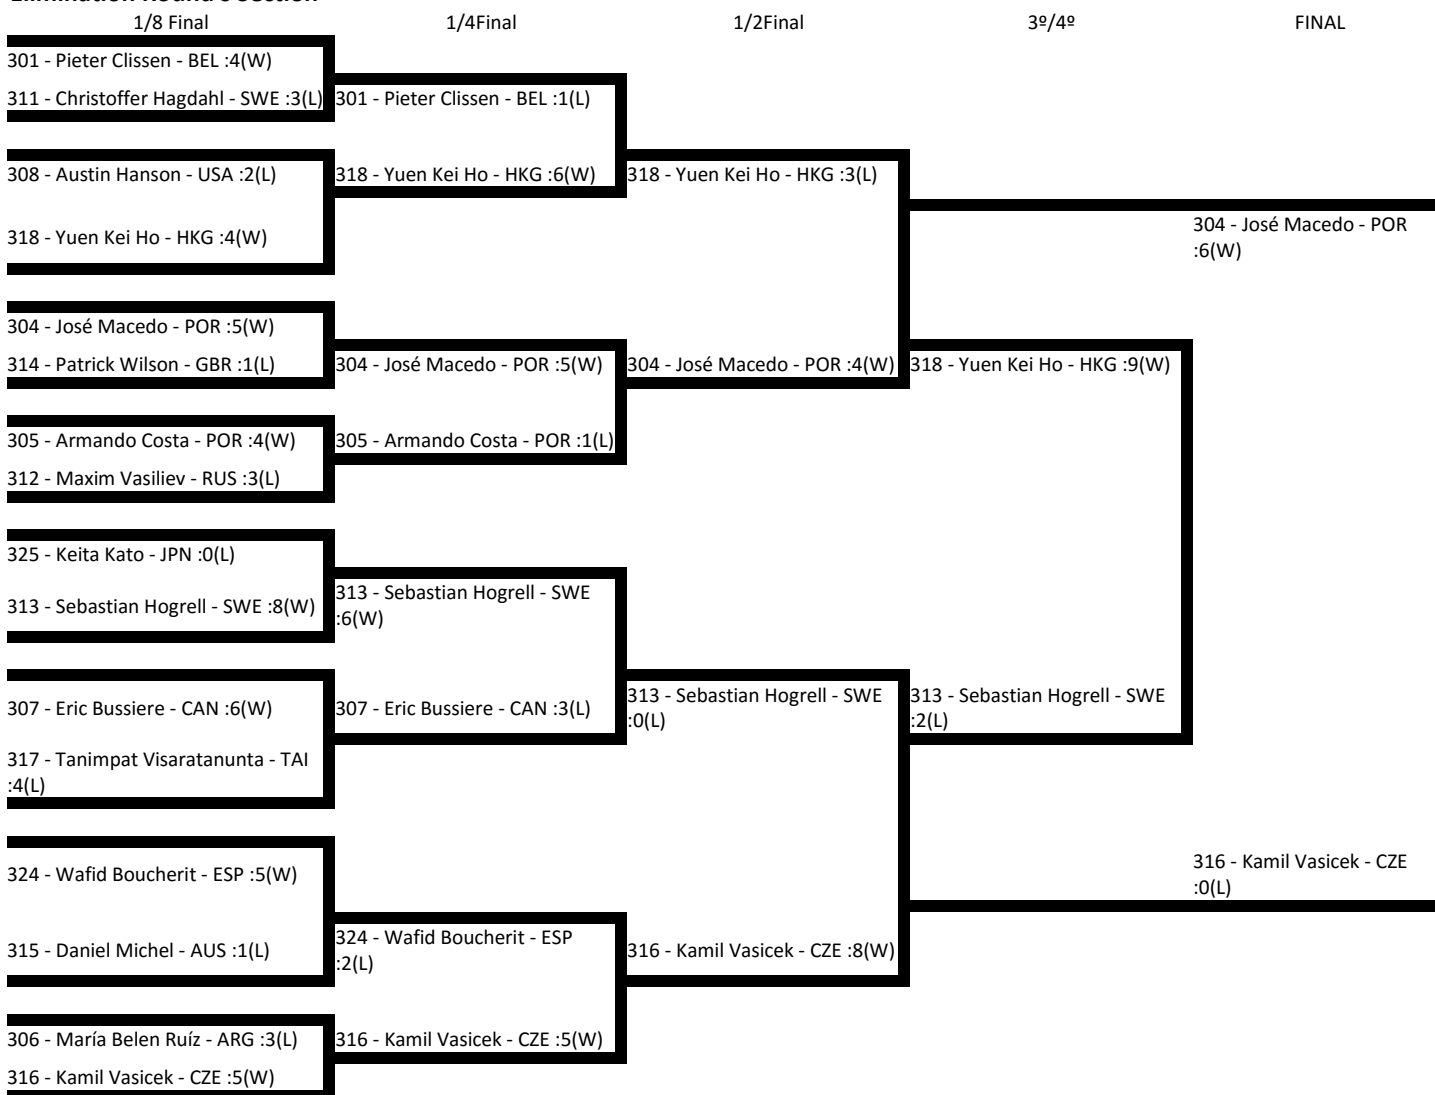 1/8 Final
1/4Final
1/2Final
3º/4º
FINAL
301 - Pieter Clissen - BEL :4(W)
311 - Christoffer Hagdahl - SWE :3(L)
308 - Austin Hanson - USA :2(L)
318 - Yuen Kei Ho - HKG :4(W)
304 - José Macedo - POR :5(W)
314 - Patrick Wilson - GBR :1(L)
305 - Armando Costa - POR :4(W)
312 - Maxim Vasiliev - RUS :3(L)
325 - Keita Kato - JPN :0(L)
313 - Sebastian Hogrell - SWE :8(W)
307 - Eric Bussiere - CAN :6(W)
317 - Tanimpat Visaratanunta - TAI
:4(L)
324 - Wafid Boucherit - ESP :5(W)
315 - Daniel Michel - AUS :1(L)
306 - María Belen Ruíz - ARG :3(L)
316 - Kamil Vasicek - CZE :5(W)
301 - Pieter Clissen - BEL :1(L)
318 - Yuen Kei Ho - HKG :6(W)
304 - José Macedo - POR :5(W)
305 - Armando Costa - POR :1(L)
313 - Sebastian Hogrell - SWE
:6(W)
307 - Eric Bussiere - CAN :3(L)
324 - Wafid Boucherit - ESP
:2(L)
316 - Kamil Vasicek - CZE :5(W)
318 - Yuen Kei Ho - HKG :3(L)
304 - José Macedo - POR :4(W)
313 - Sebastian Hogrell - SWE
:0(L)
316 - Kamil Vasicek - CZE :8(W)
318 - Yuen Kei Ho - HKG :9(W)
313 - Sebastian Hogrell - SWE
:2(L)
304 - José Macedo - POR
:6(W)
316 - Kamil Vasicek - CZE
:0(L)